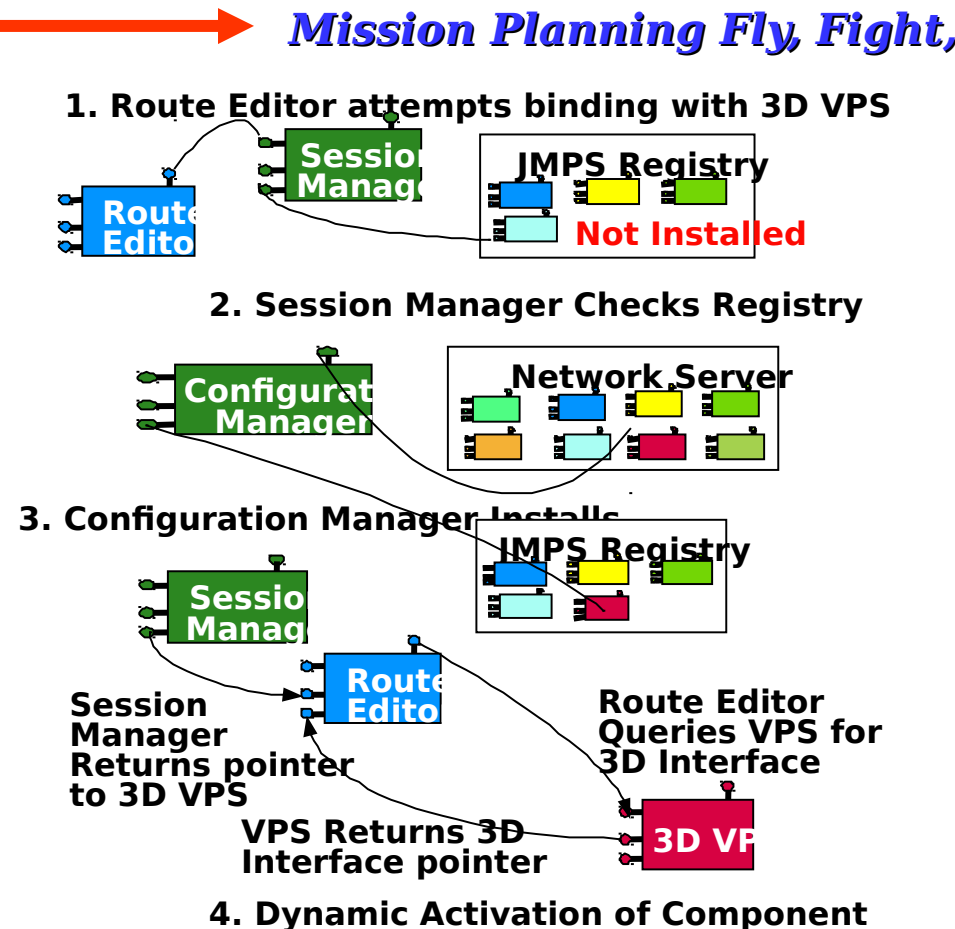 Mission Planning Fly, Fight,
1. Route Editor attempts binding with 3D VPS
Sessio
Manage
JMPS Registry
Route
Edito
Not Installed
2. Session Manager Checks Registry
Configurat
Manager
Network Server
3. Configuration Manager Installs
JMPS Registry
Sessio
Manag
Route
Edito
Session
Manager
Returns pointer
to 3D VPS
Route Editor
Queries VPS for
3D Interface
VPS Returns 3D
Interface pointer
3D VP
4. Dynamic Activation of Component